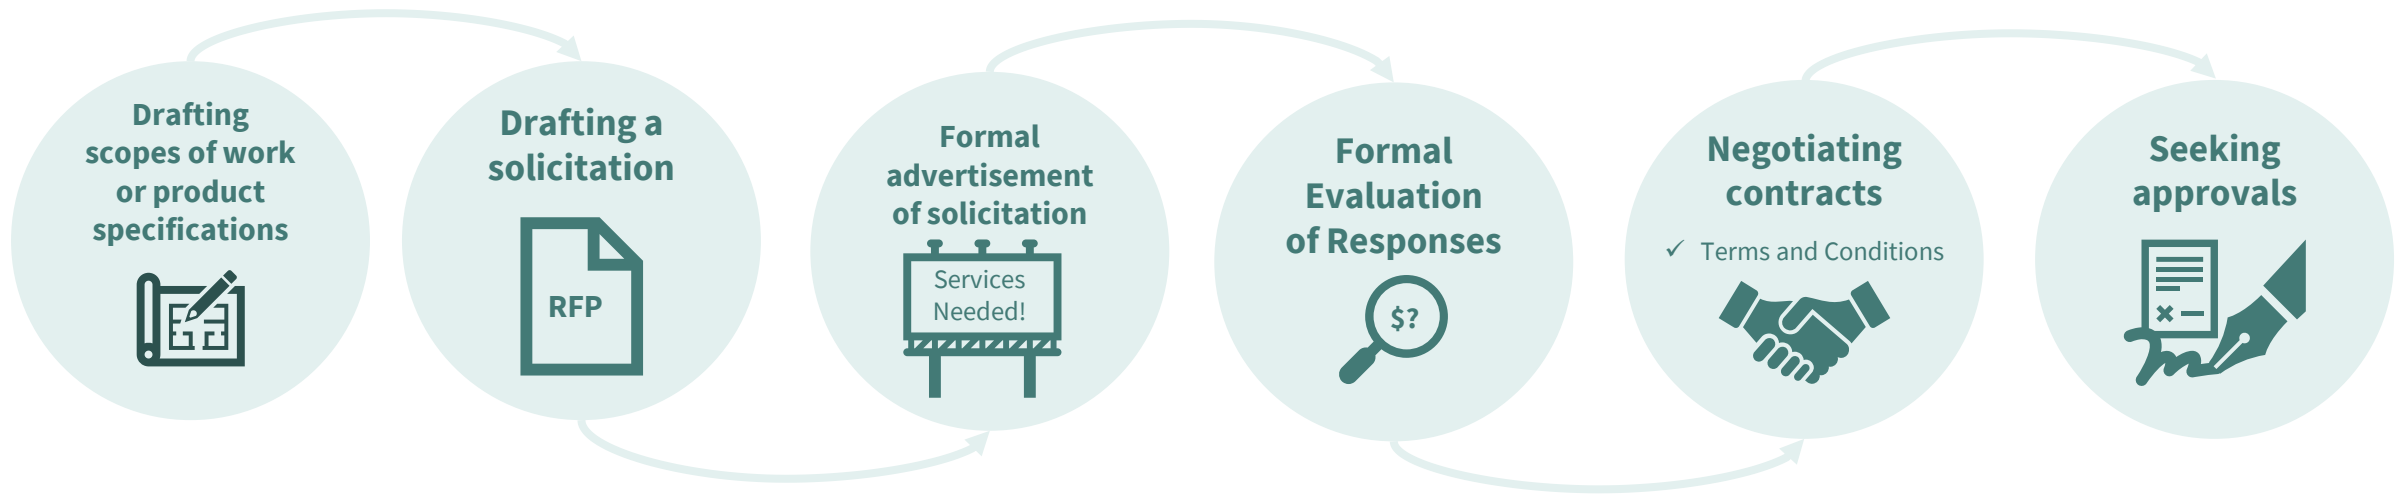 Drafting
scopes of work
or product
specifications
Drafting a
solicitation
RFP
Formal
advertisement
of solicitation
Services
Needed!
Formal
Evaluation
of Responses
$?
Negotiating
contracts
✓ Terms and Conditions
Seeking
approvals